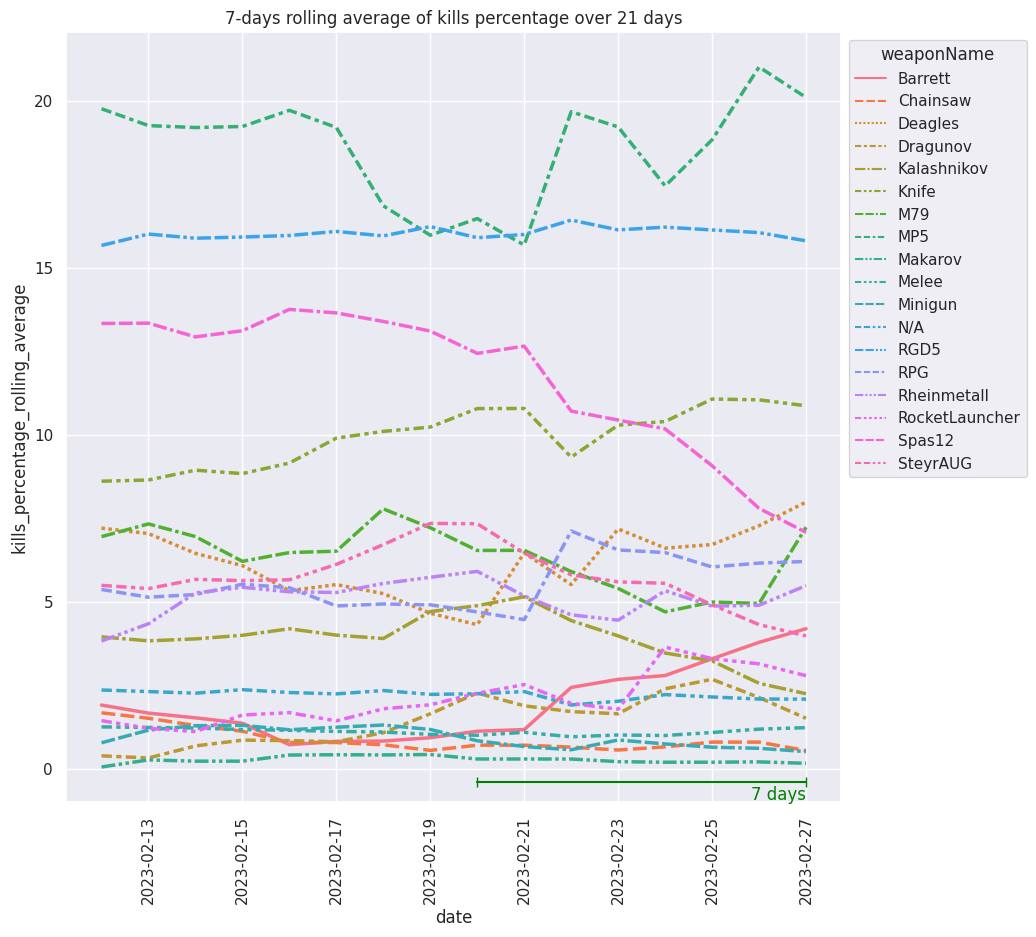 7-days rolling average of kills percentage over 21 days
kills_percentage_rolling_average
20
15
10
5
0
7 days
2023-02-13
2023-02-15
2023-02-17
2023-02-19
2023-02-21
2023-02-23
2023-02-25
2023-02-27
date
weaponName
Barrett
Chainsaw
Deagles
Dragunov
Kalashnikov
Knife
M79
MP5
Makarov
Melee
Minigun
N/A
RGD5
RPG
Rheinmetall
RocketLauncher
Spas12
SteyrAUG